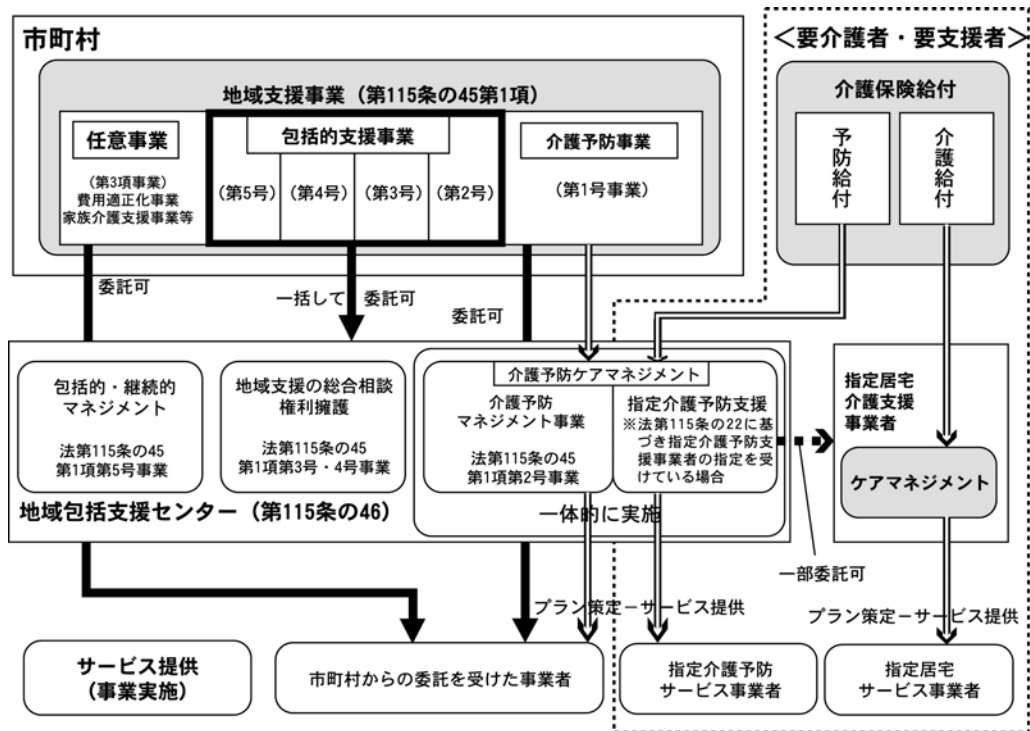 市町村
地域支援事業（第115条の45第1項）
任意事業
（第3項事業）
費用適正化事業
家族介護支援事業等
包括的支援事業
（第5号）
（第4号）
（第3号）
（第2号）
介護予防事業
（第1号事業）
＜要介護者・要支援者＞
介護保険給付
予防給付
介護給付
委託可
一括して
委託可
委託可
包括的・継続的
マネジメント
法第115条の45
第1項第5号事業
地域支援の総合相談
権利擁護
法第115条の45
第1項第3号・4号事業
介護予防ケアマネジメント
介護予防
マネジメント事業
法第115条の45
第1項第2号事業
指定介護予防支援
※法第115条の22に基
づき指定介護予防支
援事業者の指定を受
けている場合
一体的に実施
地域包括支援センター（第115条の46）
指定居宅
介護支援
事業者
ケアマネジメント
一部委託可
プラン策定－サービス提供
プラン策定－サービス提供
サービス提供
（事業実施）
市町村からの委託を受けた事業者
指定介護予防
サービス事業者
指定居宅
サービス事業者